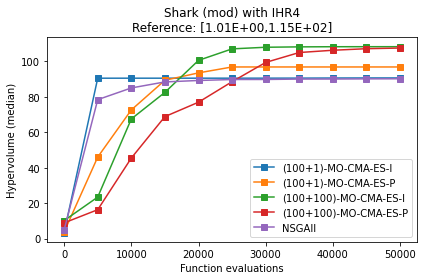 Shark (mod) with IHR4
Reference: [1.01E+00,1.15E+02]
Hypervolume (median)
100
80
60
40
20
0
0
10000
20000
30000
40000
50000
Function evaluations
(100+1)-MO-CMA-ES-I
(100+1)-MO-CMA-ES-P
(100+100)-MO-CMA-ES-I
(100+100)-MO-CMA-ES-P
NSGAII